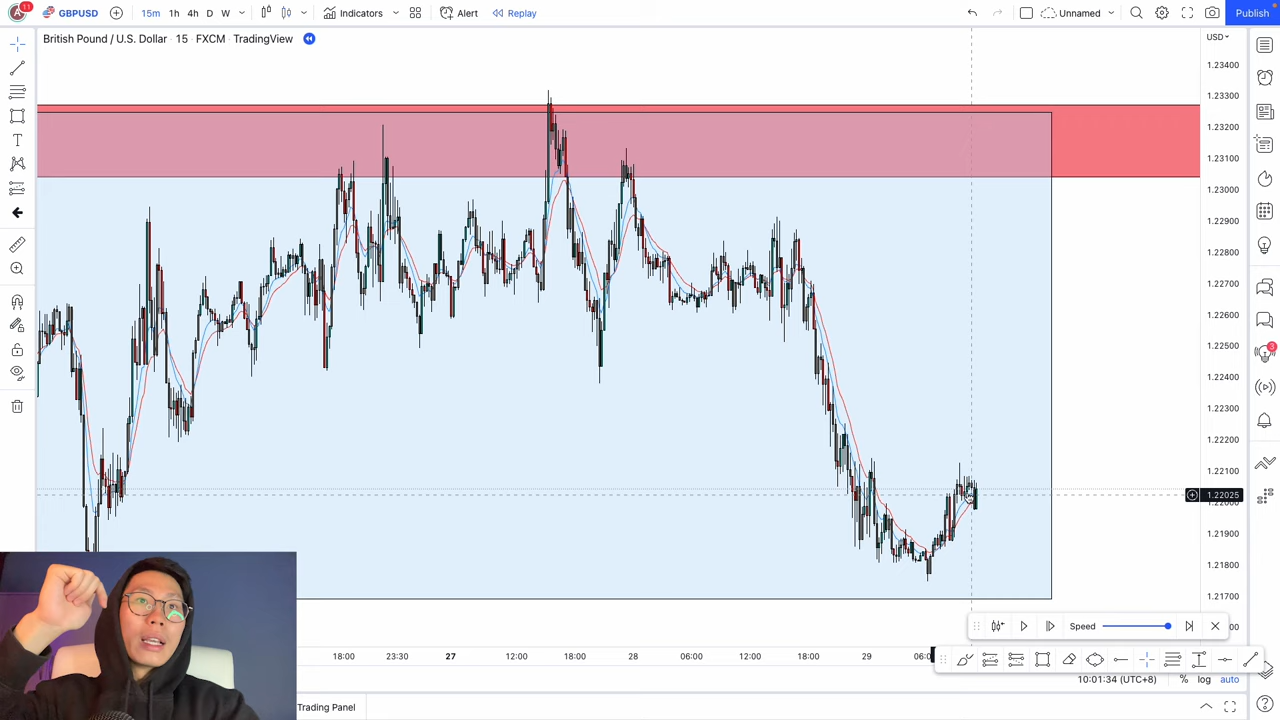 11
GBPUSD
15m 1h 4h D W
Indicators
Alert
Replay
Unnamed
Publish
British Pound / U.S. Dollar · 15 · FXCM · TradingView
USD
1.23400
1.23300
1.23200
1.23100
1.23000
1.22900
1.22800
1.22700
1.22600
1.22500
1.22400
1.22300
1.22200
1.22100
1.22025
1.21900
1.21800
1.21700
3
Speed
18:00 23:30 27 12:00 18:00 28 06:00 12:00 18:00 29
10:01:34 (UTC+8) % log auto
Trading Panel